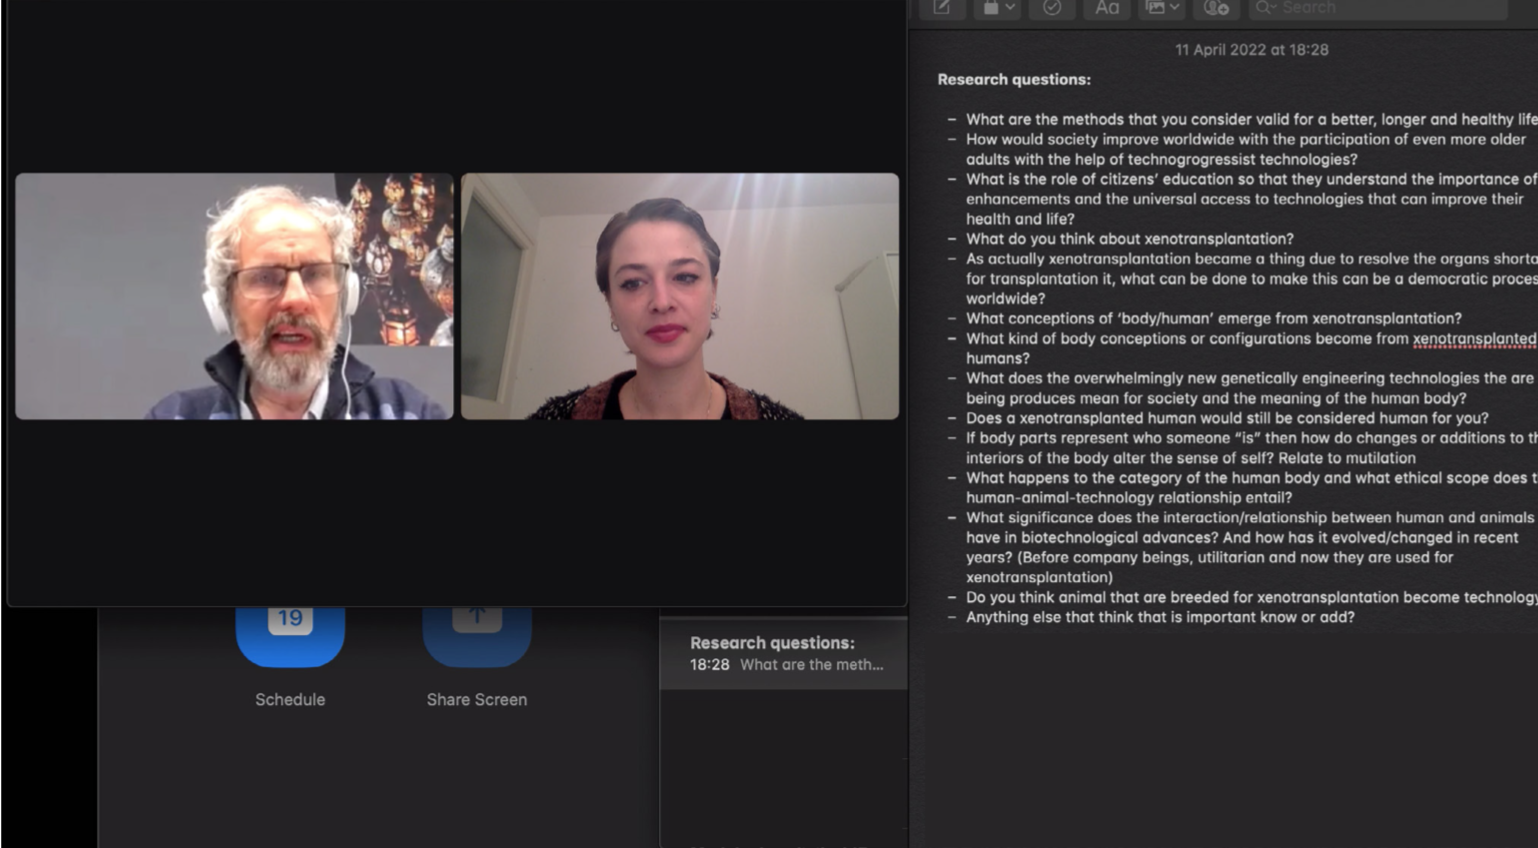 Aa
Search
11 April 2022 at 18:28
Research questions:
– What are the methods that you consider valid for a better, longer and healthy life
– How would society improve worldwide with the participation of even more older
adults with the help of technogrogressist technologies?
– What is the role of citizens’ education so that they understand the importance of
enhancements and the universal access to technologies that can improve their
health and life?
– What do you think about xenotransplantation?
– As actually xenotransplantation became a thing due to resolve the organs shorta
for transplantation it, what can be done to make this can be a democratic proces
worldwide?
– What conceptions of ‘body/human’ emerge from xenotransplantation?
– What kind of body conceptions or configurations become from xenotransplanted
humans?
– What does the overwhelmingly new genetically engineering technologies the are
being produces mean for society and the meaning of the human body?
– Does a xenotransplanted human would still be considered human for you?
– If body parts represent who someone “is” then how do changes or additions to th
interiors of the body alter the sense of self? Relate to mutilation
– What happens to the category of the human body and what ethical scope does t
human-animal-technology relationship entail?
– What significance does the interaction/relationship between human and animals
have in biotechnological advances? And how has it evolved/changed in recent
years? (Before company beings, utilitarian and now they are used for
xenotransplantation)
– Do you think animal that are breeded for xenotransplantation become technology
– Anything else that think that is important know or add?
19
Schedule
Share Screen
Research questions:
18:28 What are the meth...